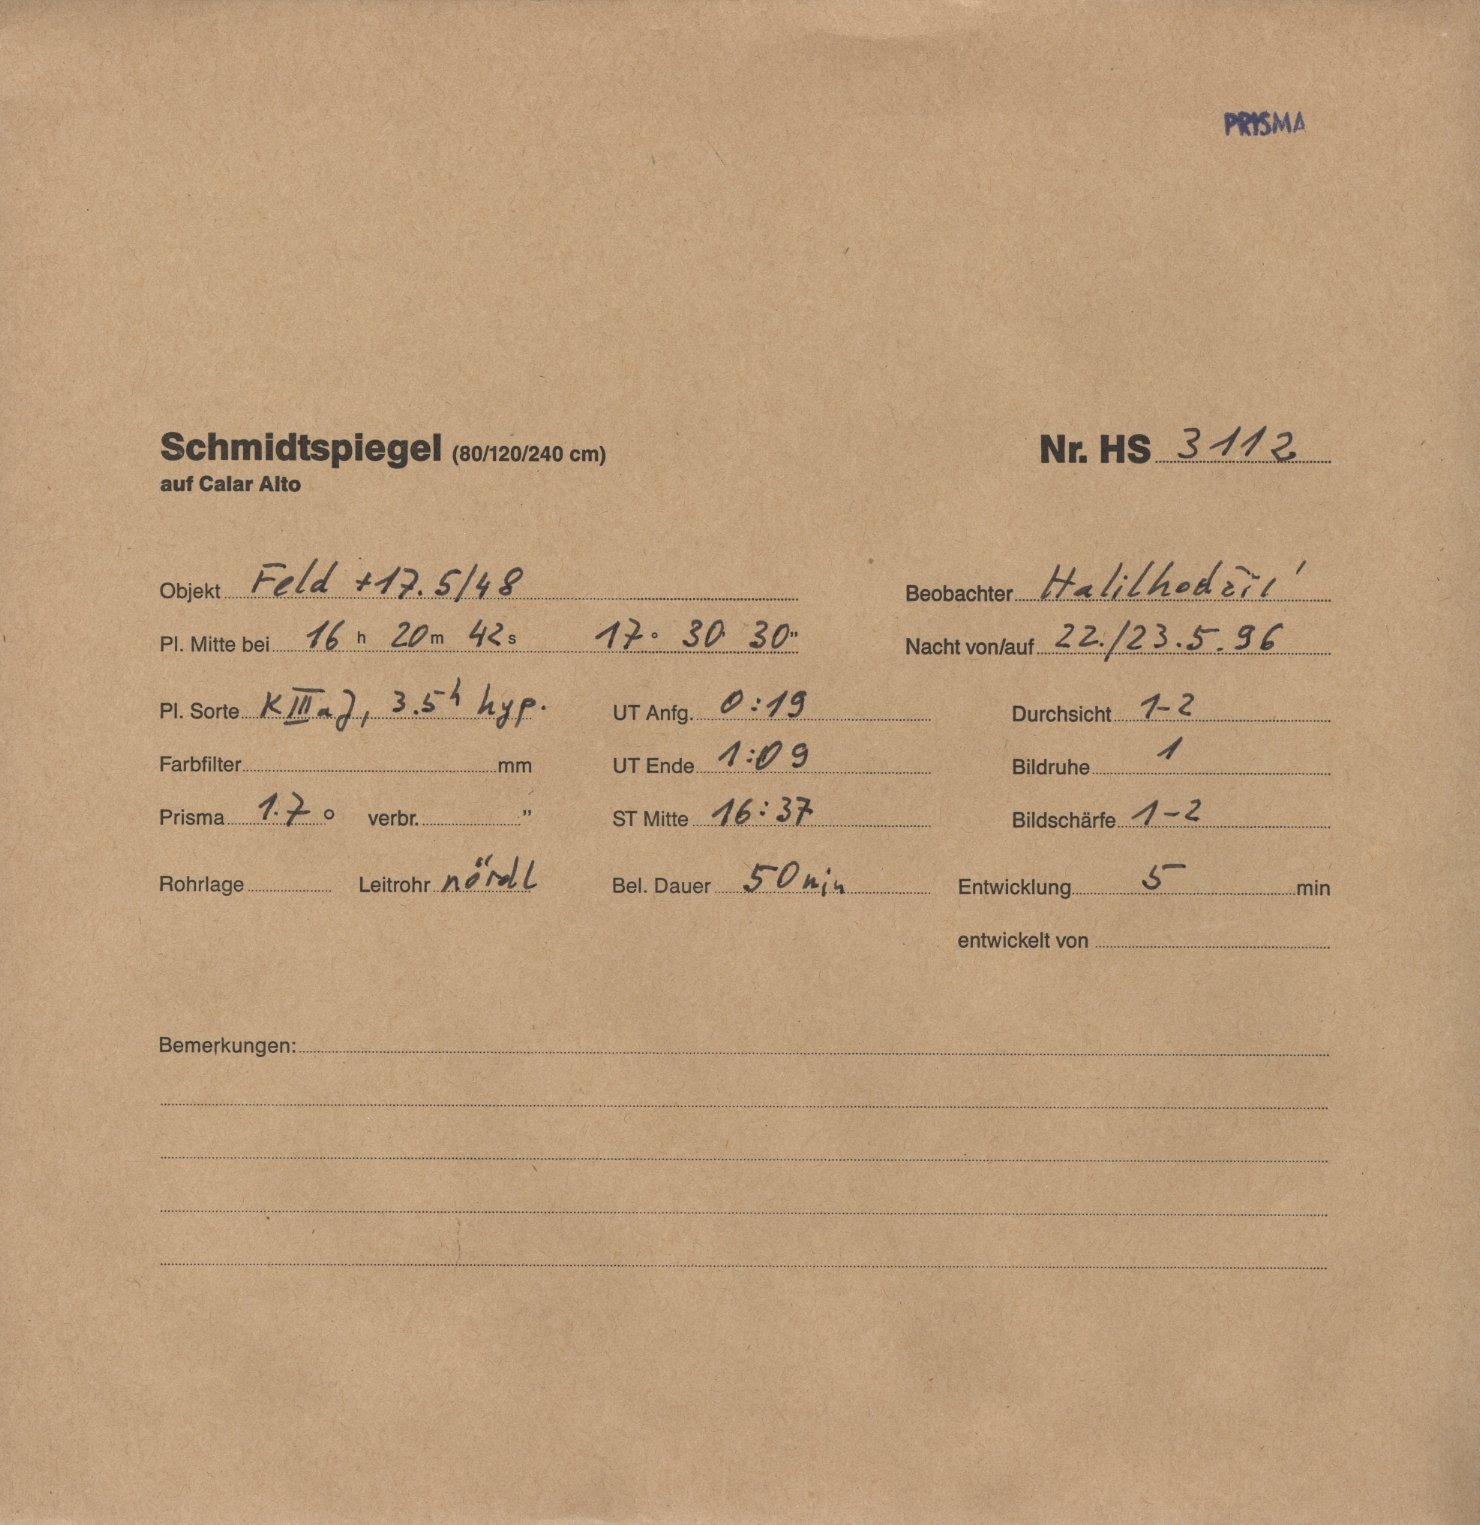 PRISMA
Schmidtspiegel (80/120/240 cm) Nr. HS 3112
auf Calar Alto
Objekt Feld +17.5/48 Beobachter Halilhodžić
Pl. Mitte bei 16 h 20 m 42 s 17° 30' 30" Nacht von/auf 22./23.5.96
Pl. Sorte K III a J, 3.5h hyp. UT Anfg. 0:19 Durchsicht 1-2
Farbfilter mm UT Ende 1:09 Bildruhe 1
Prisma 1.7 ° verbr. " ST Mitte 16:37 Bildschärfe 1-2
Rohrlage Leitrohr nördl Bel. Dauer 50 min Entwicklung 5 min
entwickelt von
Bemerkungen: